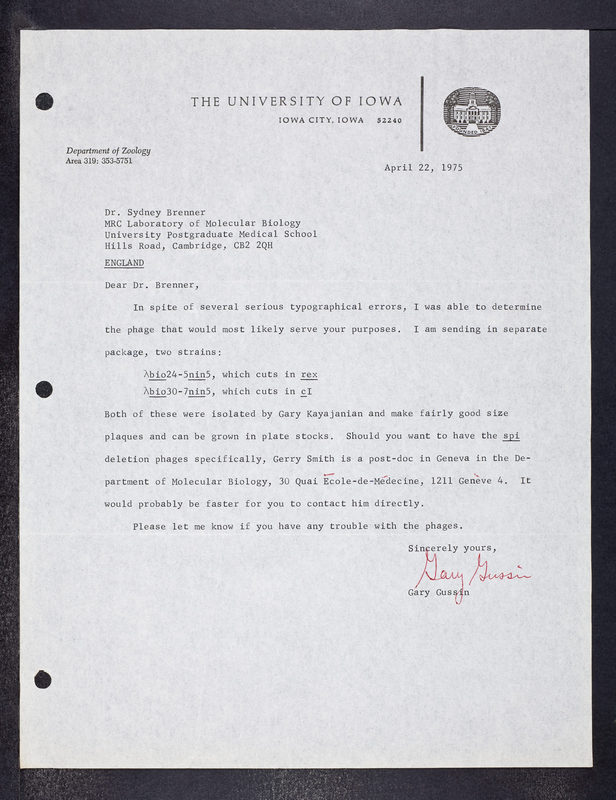 THE UNIVERSITY OF IOWA
IOWA CITY, IOWA 52240
FOUNDED 1847
Department of Zoology
Area 319: 353-5751
April 22, 1975
Dr. Sydney Brenner
MRC Laboratory of Molecular Biology
University Postgraduate Medical School
Hills Road, Cambridge, CB2 2QH
ENGLAND
Dear Dr. Brenner,
In spite of several serious typographical errors, I was able to determine
the phage that would most likely serve your purposes. I am sending in separate
package, two strains:
λbio24-5nin5, which cuts in rex
λbio30-7nin5, which cuts in cI
Both of these were isolated by Gary Kayajanian and make fairly good size
plaques and can be grown in plate stocks. Should you want to have the spi
deletion phages specifically, Gerry Smith is a post-doc in Geneva in the De-
partment of Molecular Biology, 30 Quai École-de-Médecine, 1211 Genève 4. It
would probably be faster for you to contact him directly.
Please let me know if you have any trouble with the phages.
Sincerely yours,
Gary Gussin
Gary Gussin